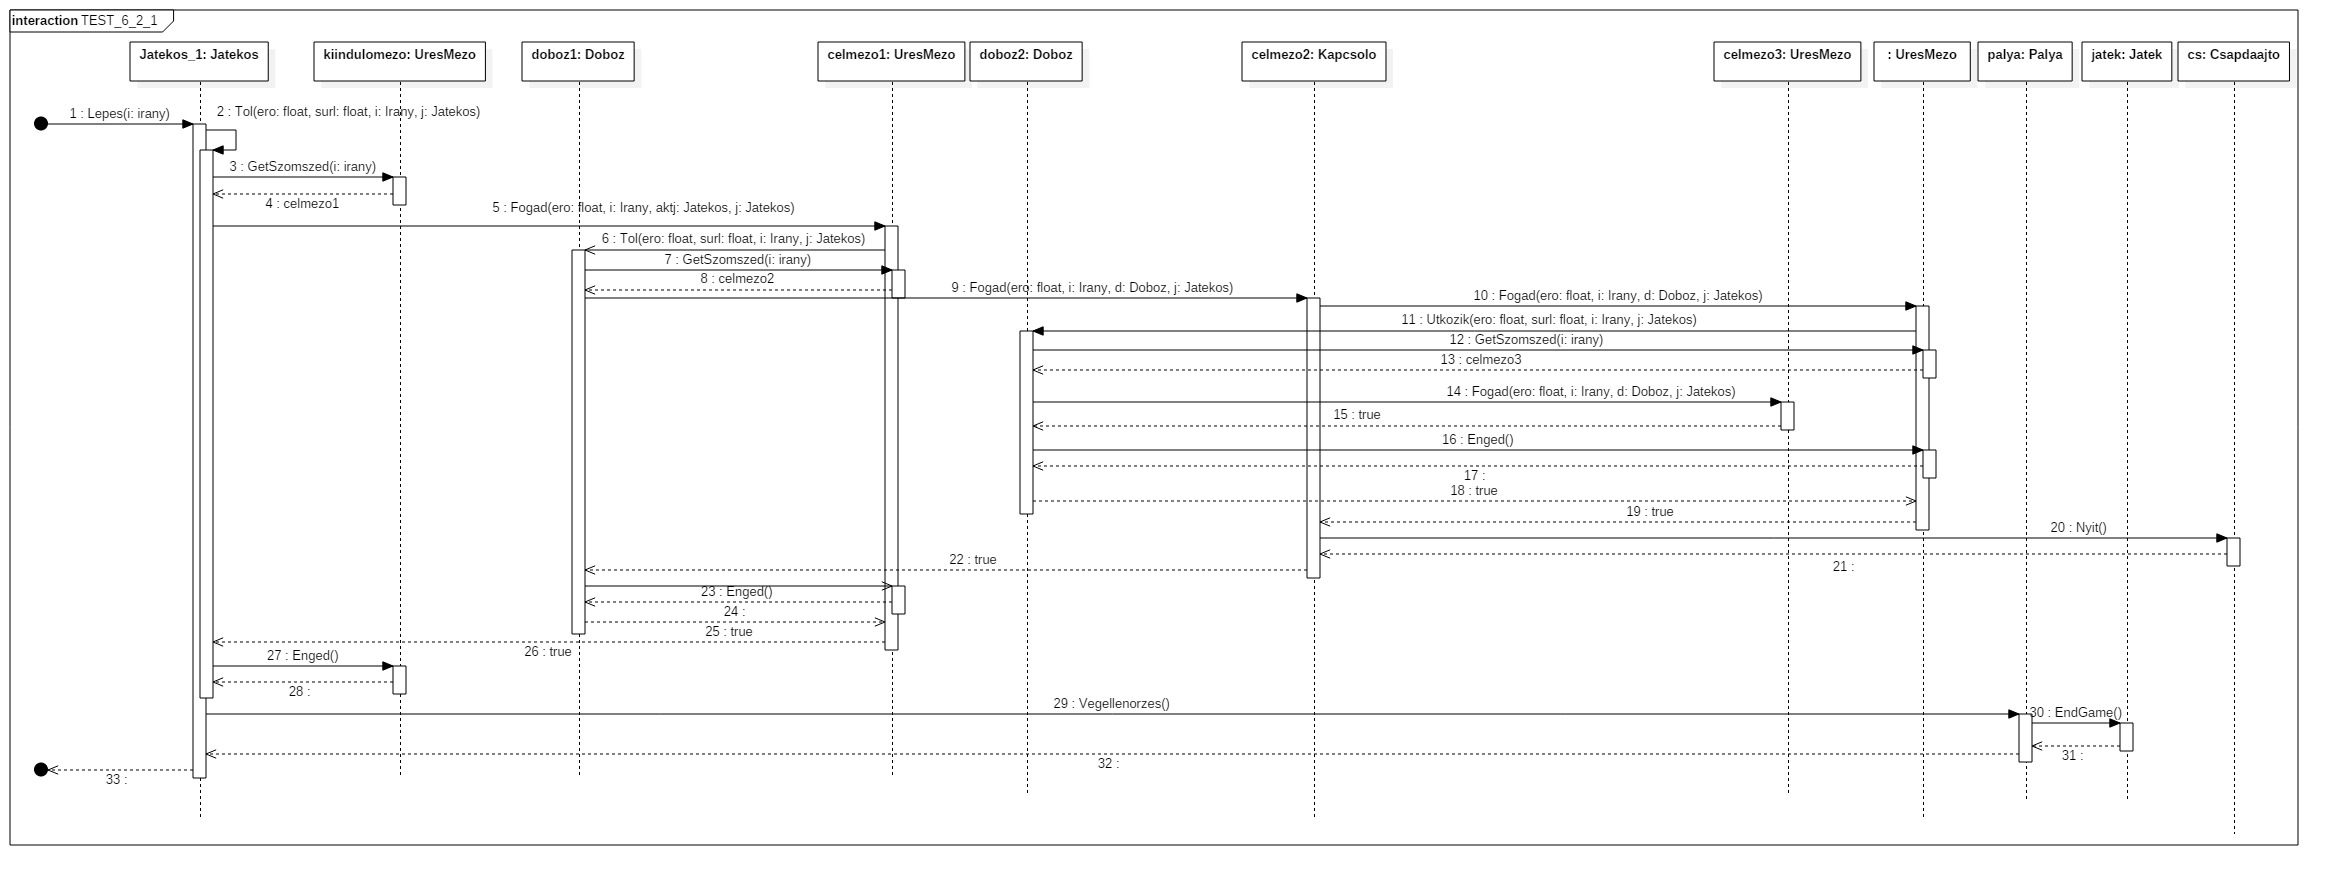 interaction TEST_6_2_1
Jatekos_1: Jatekos
kiindulomezo: UresMezo
doboz1: Doboz
celmezo1: UresMezo
doboz2: Doboz
celmezo2: Kapcsolo
celmezo3: UresMezo
: UresMezo
palya: Palya
jatek: Jatek
cs: Csapdaajto
1 : Lepes(i: irany)
2 : Tol(ero: float, surl: float, i: Irany, j: Jatekos)
3 : GetSzomszed(i: irany)
4 : celmezo1
5 : Fogad(ero: float, i: Irany, aktj: Jatekos, j: Jatekos)
6 : Tol(ero: float, surl: float, i: Irany, j: Jatekos)
7 : GetSzomszed(i: irany)
8 : celmezo2
9 : Fogad(ero: float, i: Irany, d: Doboz, j: Jatekos)
10 : Fogad(ero: float, i: Irany, d: Doboz, j: Jatekos)
11 : Utkozik(ero: float, surl: float, i: Irany, j: Jatekos)
12 : GetSzomszed(i: irany)
13 : celmezo3
14 : Fogad(ero: float, i: Irany, d: Doboz, j: Jatekos)
15 : true
16 : Enged()
17 :
18 : true
19 : true
20 : Nyit()
21 :
22 : true
23 : Enged()
24 :
25 : true
26 : true
27 : Enged()
28 :
29 : Vegellenorzes()
30 : EndGame()
31 :
32 :
33 :